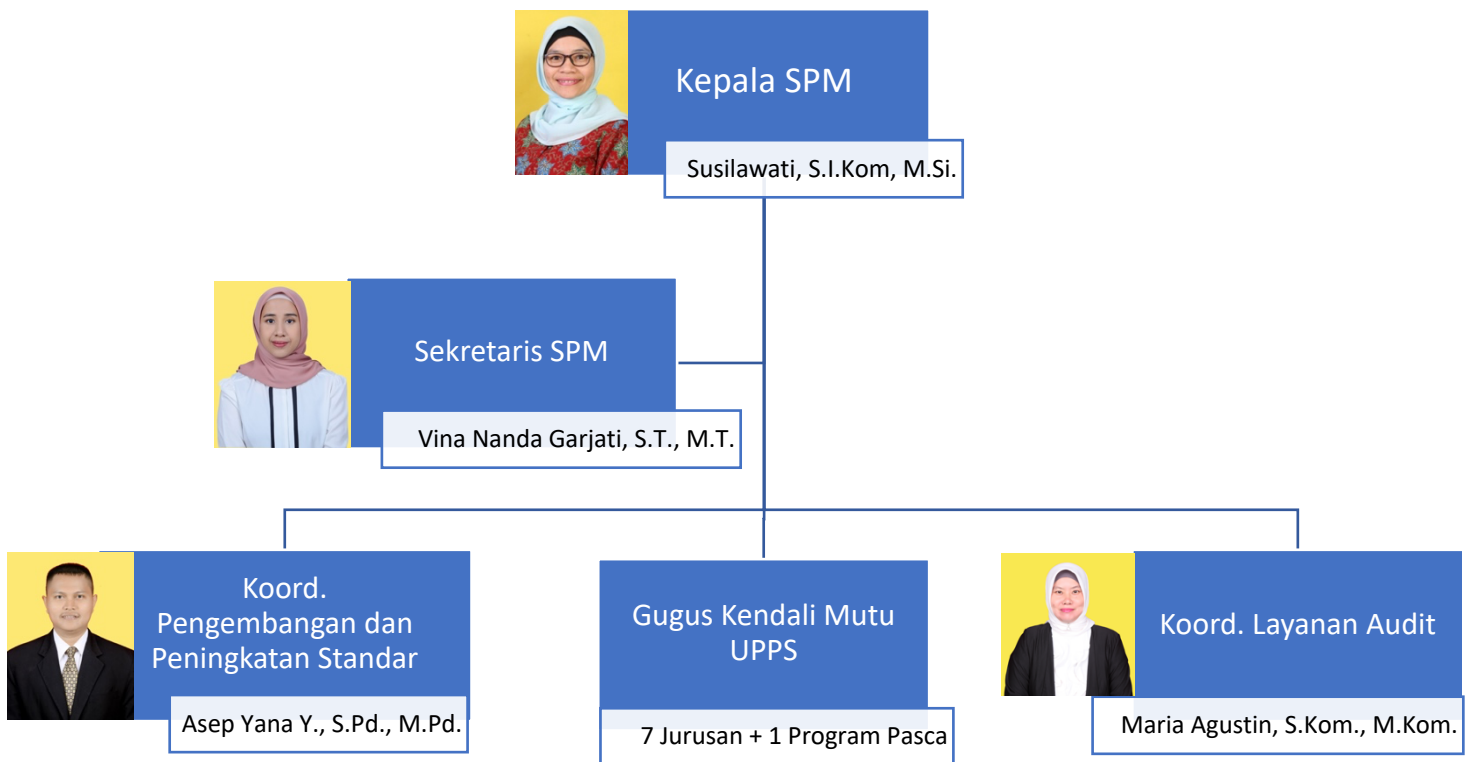 Kepala SPM
Susilawati, S.I.Kom, M.Si.
Sekretaris SPM
Vina Nanda Garjati, S.T., M.T.
Koord.
Pengembangan dan
Peningkatan Standar
Asep Yana Y., S.Pd., M.Pd.
Gugus Kendali Mutu
UPPS
7 Jurusan + 1 Program Pasca
Koord. Layanan Audit
Maria Agustin, S.Kom., M.Kom.